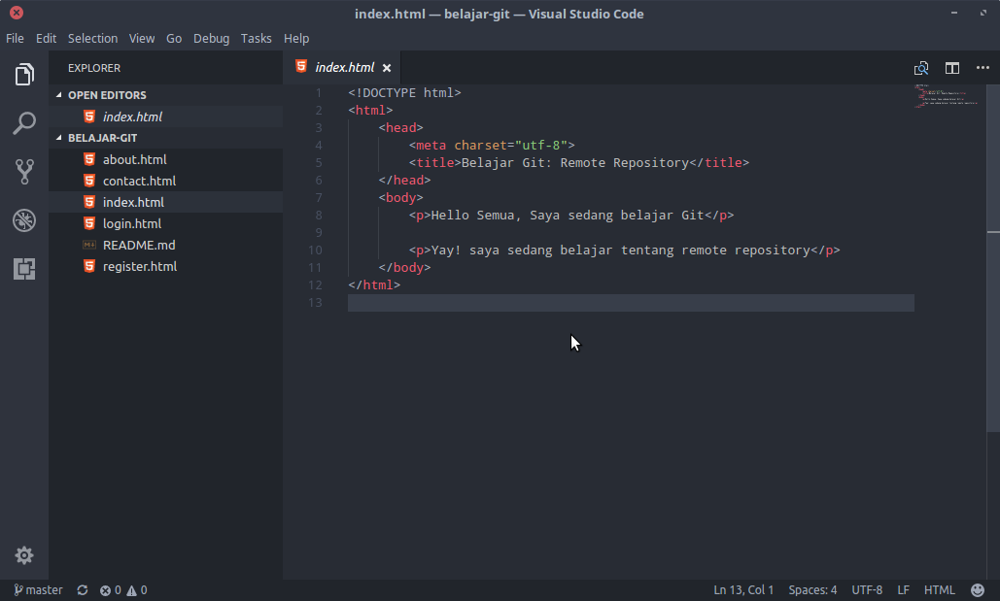 index.html — belajar-git — Visual Studio Code
File Edit Selection View Go Debug Tasks Help
EXPLORER
OPEN EDITORS
index.html
BELAJAR-GIT
about.html
contact.html
index.html
login.html
README.md
register.html
index.html
1 <!DOCTYPE html>
2 <html>
3 <head>
4 <meta charset="utf-8">
5 <title>Belajar Git: Remote Repository</title>
6 </head>
7 <body>
8 <p>Hello Semua, Saya sedang belajar Git</p>
9
10 <p>Yay! saya sedang belajar tentang remote repository</p>
11 </body>
12 </html>
13
master 0 0 Ln 13, Col 1 Spaces: 4 UTF-8 LF HTML